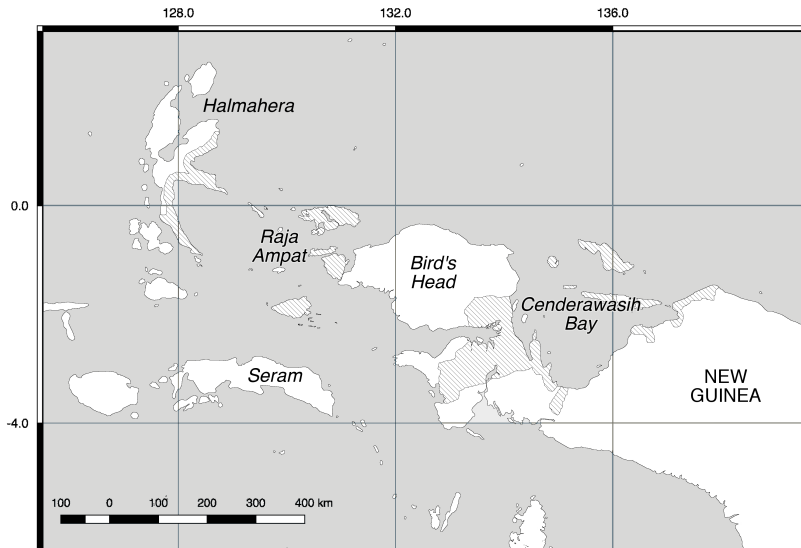 128.0 132.0 136.0
Halmahera
0.0
Raja
Ampat
Bird's
Head
Cenderawasih
Bay
Seram
NEW
GUINEA
-4.0
100 0 100 200 300 400 km